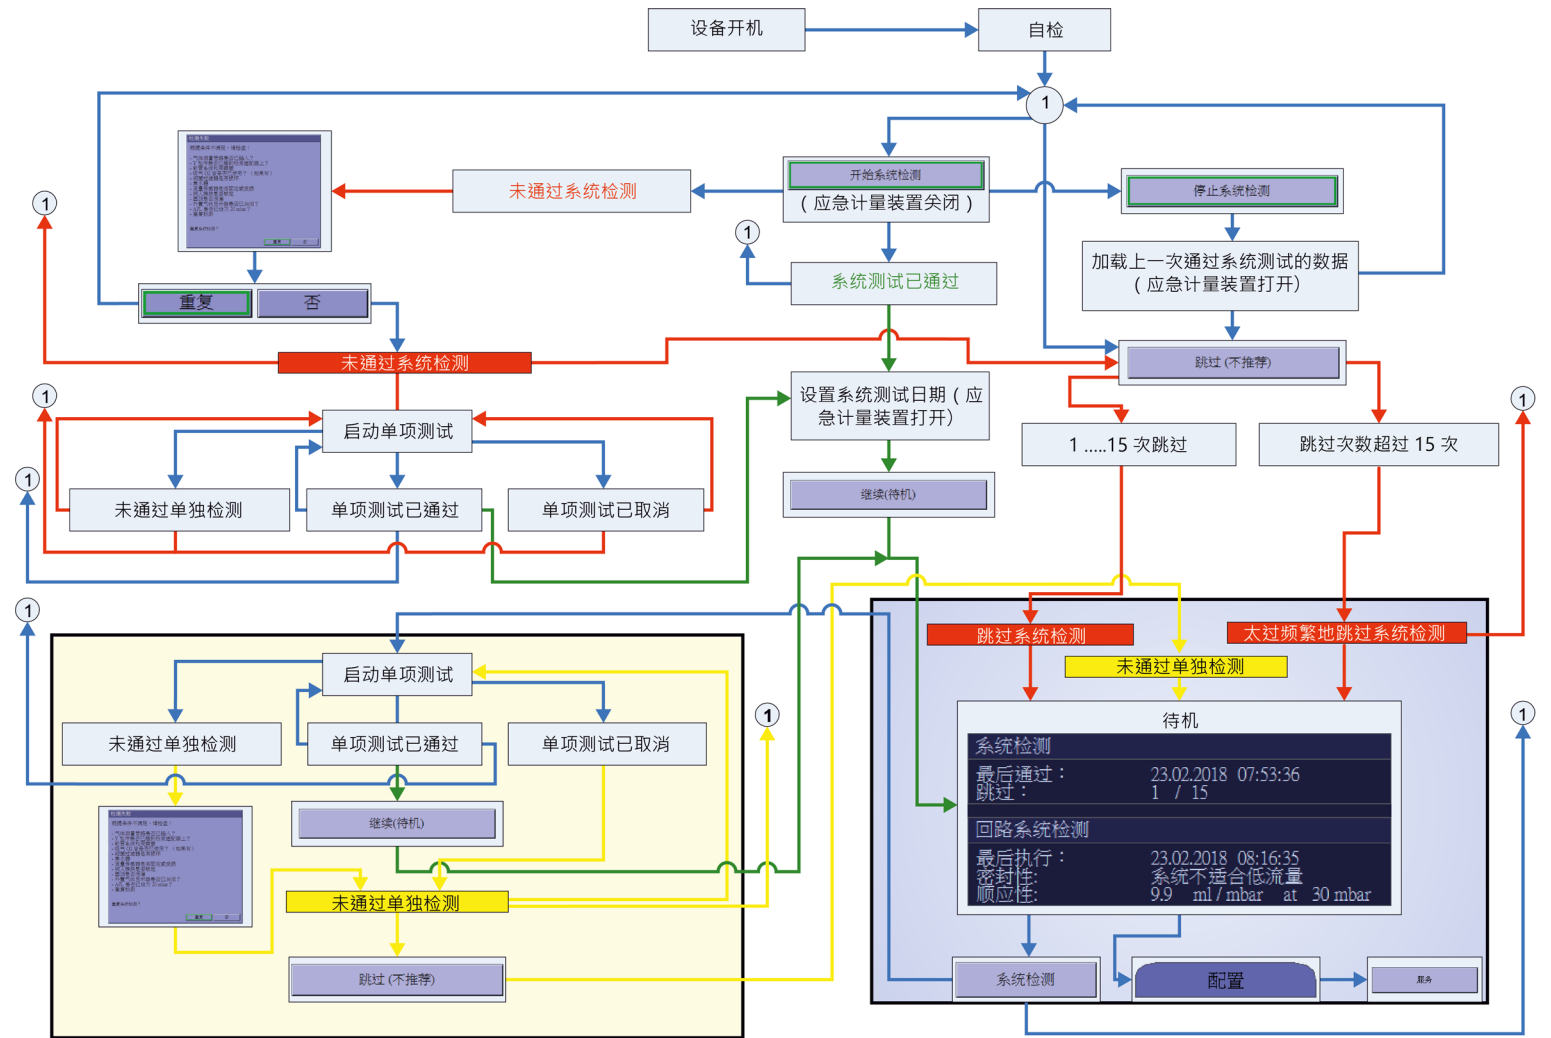 设备开机
自检
1
检测失败
开始系统检测
(应急计量装置关闭)
未通过系统检测
停止系统检测
1
1
系统测试已通过
加载上一次通过系统测试的数据
(应急计量装置打开)
重复
否
未通过系统检测
跳过(不推荐)
1
启动单项测试
设置系统测试日期(应
急计量装置打开)
1
1.....15 次跳过
跳过次数超过 15 次
1
未通过单独检测
单项测试已通过
单项测试已取消
继续(待机)
1
跳过系统检测
太过频繁地跳过系统检测
未通过单独检测
启动单项测试
1
1
待机
未通过单独检测
单项测试已通过
单项测试已取消
系统检测
最后通过： 23.02.2018 07:53:36
跳过： 1 / 15
继续(待机)
回路系统检测
最后执行： 23.02.2018 08:16:35
密封性: 系统不适合低流量
顺应性: 9.9 ml / mbar at 30 mbar
未通过单独检测
跳过(不推荐)
系统检测
配置
服务